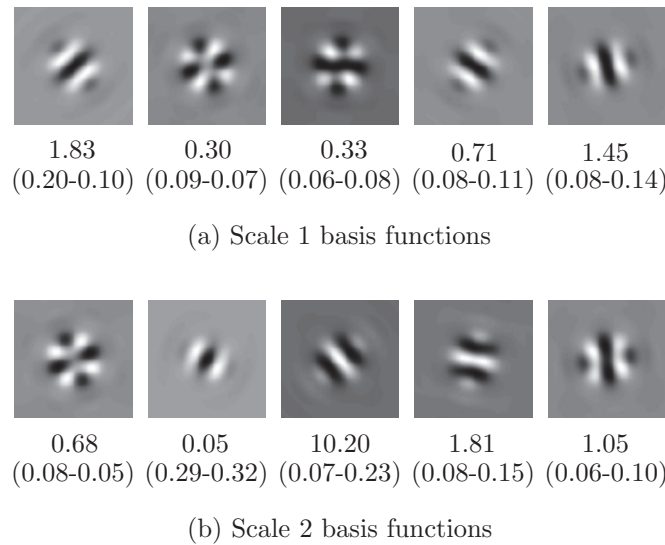 1.83 0.30 0.33 0.71 1.45
(0.20-0.10) (0.09-0.07) (0.06-0.08) (0.08-0.11) (0.08-0.14)
(a) Scale 1 basis functions
0.68 0.05 10.20 1.81 1.05
(0.08-0.05) (0.29-0.32) (0.07-0.23) (0.08-0.15) (0.06-0.10)
(b) Scale 2 basis functions